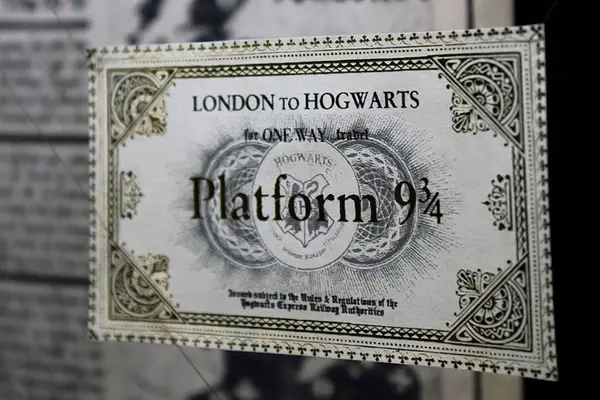 LONDON TO HOGWARTS
for ONE WAY travel
HOGWARTS
Platform 9¾
Issued subject to the Rules & Regulations of the
Hogwarts Express Railway Authorities